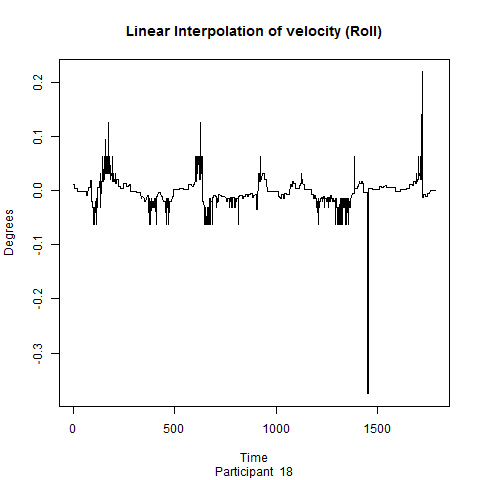 Linear Interpolation of velocity (Roll)
Degrees
0.2
0.1
0.0
-0.1
-0.2
-0.3
0 500 1000 1500
Time
Participant 18